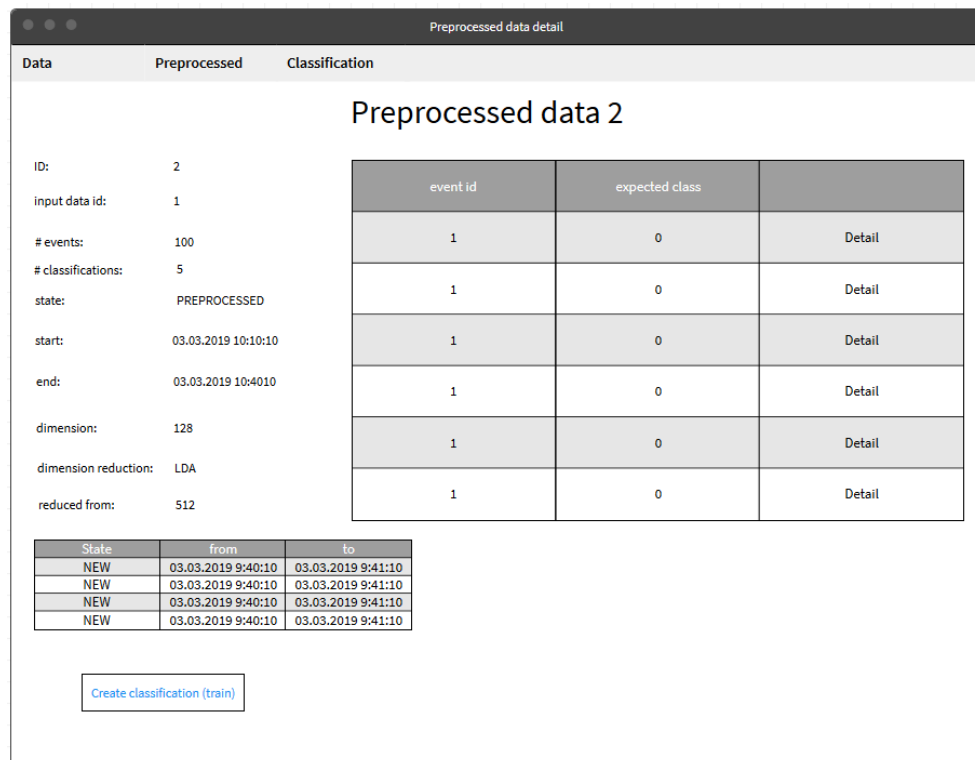 Preprocessed data detail
Data Preprocessed Classification
Preprocessed data 2
ID: 2
input data id: 1
# events: 100
# classifications: 5
state: PREPROCESSED
start: 03.03.2019 10:10:10
end: 03.03.2019 10:4010
dimension: 128
dimension reduction: LDA
reduced from: 512
event id expected class
1 0 Detail
1 0 Detail
1 0 Detail
1 0 Detail
1 0 Detail
1 0 Detail
State from to
NEW 03.03.2019 9:40:10 03.03.2019 9:41:10
NEW 03.03.2019 9:40:10 03.03.2019 9:41:10
NEW 03.03.2019 9:40:10 03.03.2019 9:41:10
NEW 03.03.2019 9:40:10 03.03.2019 9:41:10
Create classification (train)